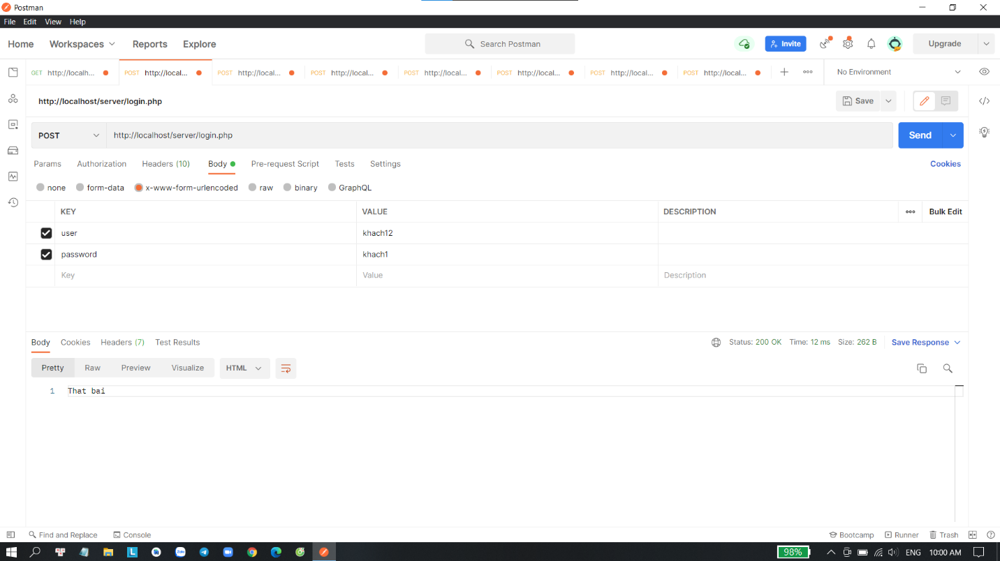 Postman
File Edit View Help
Home Workspaces Reports Explore Search Postman Invite Upgrade
GET http://localh... POST http://local... POST http://local... POST http://local... POST http://local... POST http://local... POST http://local... POST http://local... No Environment
http://localhost/server/login.php Save
POST http://localhost/server/login.php Send
Params Authorization Headers (10) Body Pre-request Script Tests Settings Cookies
none form-data x-www-form-urlencoded raw binary GraphQL
KEY VALUE DESCRIPTION Bulk Edit
user khach12
password khach1
Key Value Description
Body Cookies Headers (7) Test Results Status: 200 OK Time: 12 ms Size: 262 B Save Response
Pretty Raw Preview Visualize HTML
1 That bai
Find and Replace Console Bootcamp Runner Trash
L Zalo 98% ENG 10:00 AM